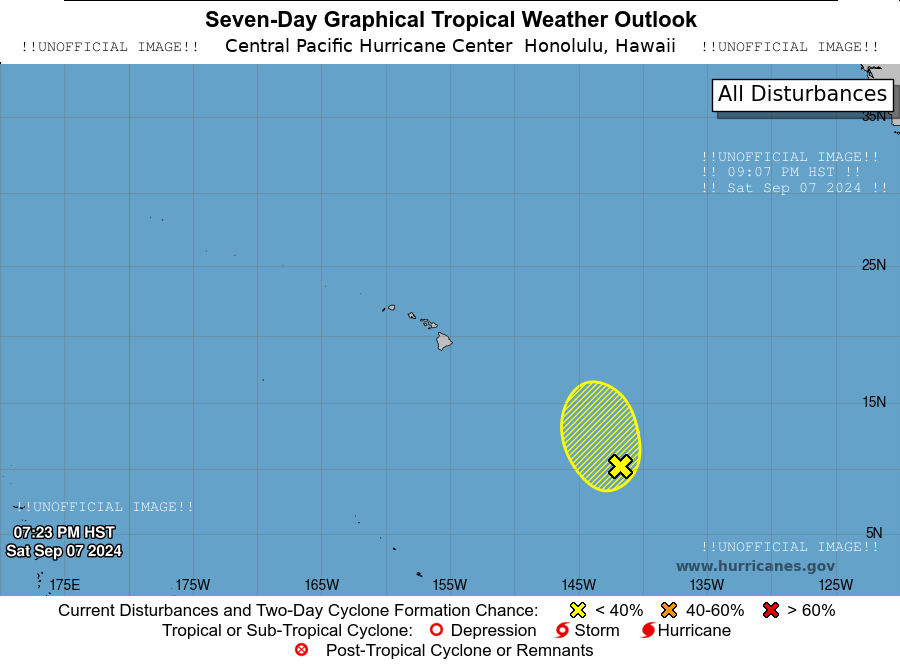 Seven-Day Graphical Tropical Weather Outlook
!!UNOFFICIAL IMAGE!! Central Pacific Hurricane Center Honolulu, Hawaii !!UNOFFICIAL IMAGE!!
All Disturbances
35N
!!UNOFFICIAL IMAGE!!
!! 09:07 PM HST !!
!! Sat Sep 07 2024 !!
25N
15N
!!UNOFFICIAL IMAGE!!
07:23 PM HST
Sat Sep 07 2024
5N
!!UNOFFICIAL IMAGE!!
www.hurricanes.gov
175E 175W 165W 155W 145W 135W 125W
Current Disturbances and Two-Day Cyclone Formation Chance: < 40% 40-60% > 60%
Tropical or Sub-Tropical Cyclone: Depression Storm Hurricane
Post-Tropical Cyclone or Remnants